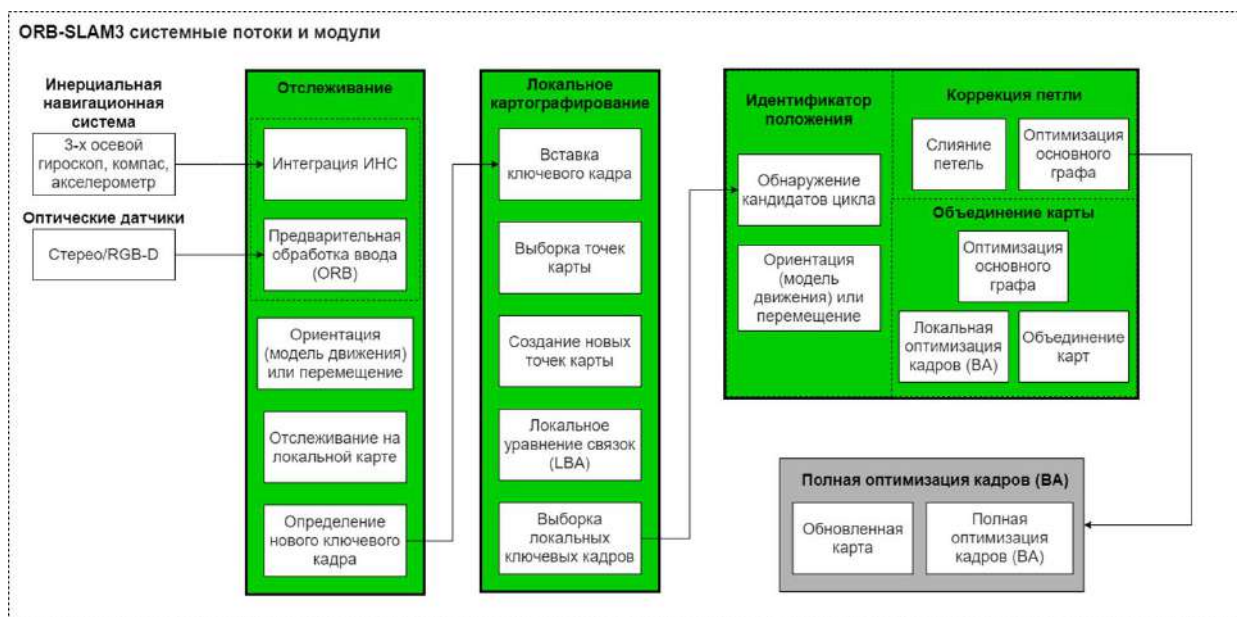 ORB-SLAM3 системные потоки и модули
Инерциальная
навигационная
система
3-х осевой
гироскоп, компас,
акселерометр
Оптические датчики
Стерео/RGB-D
Отслеживание
Интеграция ИНС
Предварительная
обработка ввода
(ORB)
Ориентация
(модель движения)
или перемещение
Отслеживание на
локальной карте
Определение
нового ключевого
кадра
Локальное
картографирование
Вставка
ключевого кадра
Выборка точек
карты
Создание новых
точек карты
Локальное
уравнение связок
(LBA)
Выборка
локальных
ключевых кадров
Идентификатор
положения
Обнаружение
кандидатов цикла
Ориентация
(модель
движения) или
перемещение
Коррекция петли
Слияние
петель
Оптимизация
основного
графа
Объединение карты
Оптимизация
основного
графа
Локальная
оптимизация
кадров (BA)
Объединение
карт
Полная оптимизация кадров (BA)
Обновленная
карта
Полная
оптимизация
кадров (BA)